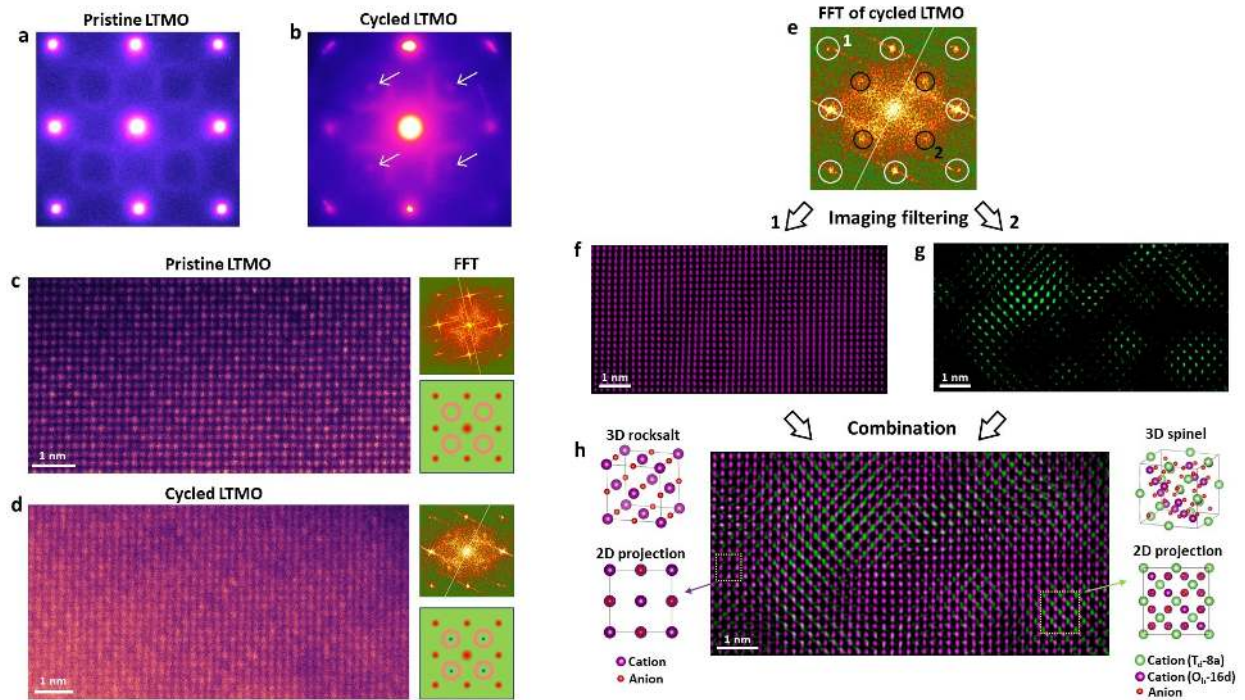 Pristine LTMO
a
Cycled LTMO
b
FFT of cycled LTMO
e
1
2
1 Imaging filtering 2
Pristine LTMO
FFT
c
1 nm
f
1 nm
g
1 nm
Combination
Cycled LTMO
d
1 nm
h
3D rocksalt
2D projection
Cation
Anion
1 nm
3D spinel
2D projection
Cation (Td-8a)
Cation (Oh-16d)
Anion